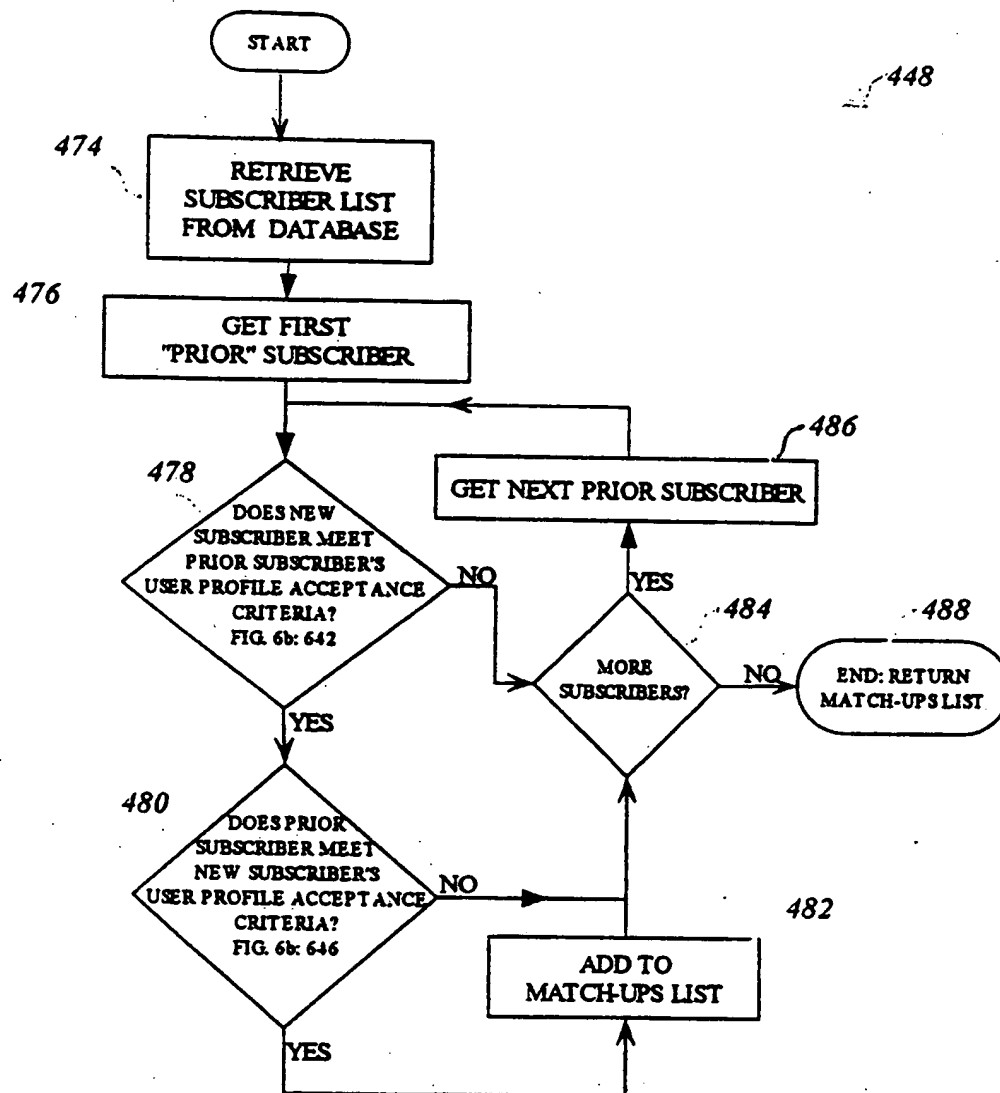 START
448
474
RETRIEVE
SUBSCRIBER LIST
FROM DATABASE
476
GET FIRST
"PRIOR" SUBSCRIBER
486
GET NEXT PRIOR SUBSCRIBER
478
DOES NEW
SUBSCRIBER MEET
PRIOR SUBSCRIBER'S
USER PROFILE ACCEPTANCE
CRITERIA?
FIG. 6b: 642
NO
YES
YES
484
MORE
SUBSCRIBERS?
NO
488
END: RETURN
MATCH-UPS LIST
480
DOES PRIOR
SUBSCRIBER MEET
NEW SUBSCRIBER'S
USER PROFILE ACCEPTANCE
CRITERIA?
FIG. 6b: 646
NO
YES
482
ADD TO
MATCH-UPS LIST